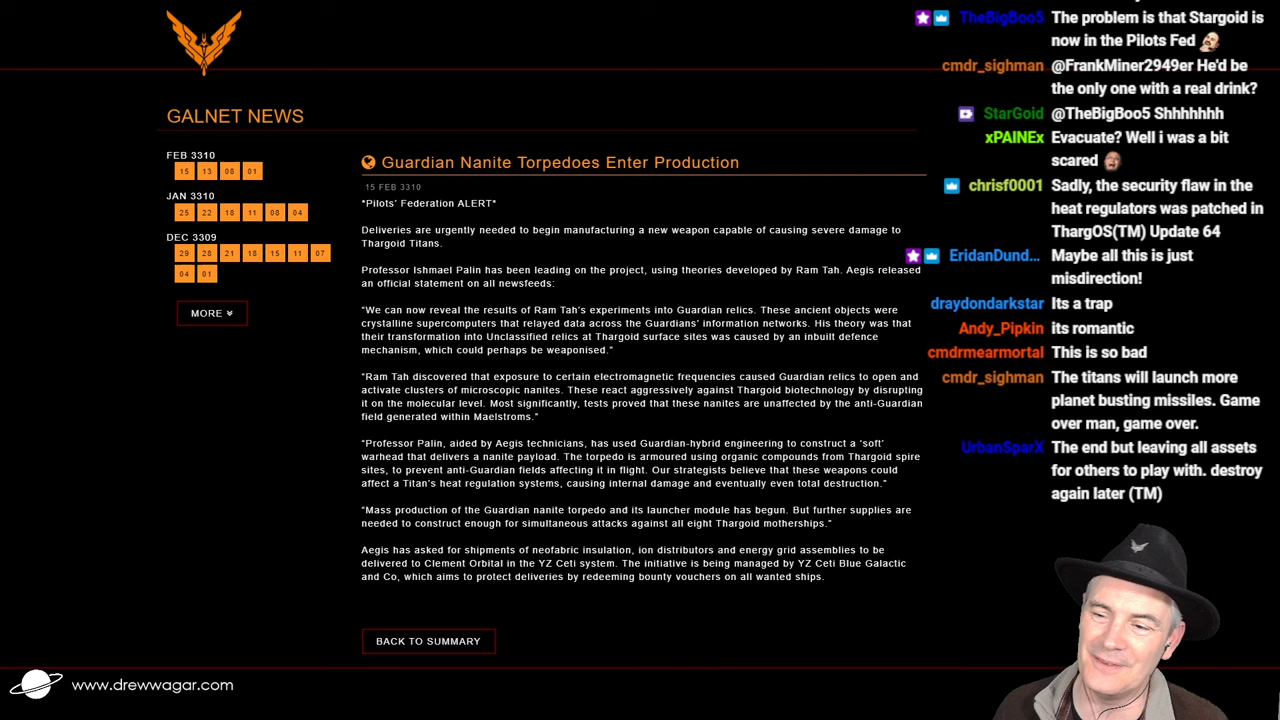 GALNET NEWS
FEB 3310
15 13 08 01
JAN 3310
25 22 18 11 08 04
DEC 3309
29 28 21 18 15 11 07
04 01
MORE
Guardian Nanite Torpedoes Enter Production
15 FEB 3310
*Pilots' Federation ALERT*
Deliveries are urgently needed to begin manufacturing a new weapon capable of causing severe damage to
Thargoid Titans.
Professor Ishmael Palin has been leading on the project, using theories developed by Ram Tah. Aegis released
an official statement on all newsfeeds:
"We can now reveal the results of Ram Tah's experiments into Guardian relics. These ancient objects were
crystalline supercomputers that relayed data across the Guardians' information networks. His theory was that
their transformation into Unclassified relics at Thargoid surface sites was caused by an inbuilt defence
mechanism, which could perhaps be weaponised."
"Ram Tah discovered that exposure to certain electromagnetic frequencies caused Guardian relics to open and
activate clusters of microscopic nanites. These react aggressively against Thargoid biotechnology by disrupting
it on the molecular level. Most significantly, tests proved that these nanites are unaffected by the anti-Guardian
field generated within Maelstroms."
"Professor Palin, aided by Aegis technicians, has used Guardian-hybrid engineering to construct a 'soft'
warhead that delivers a nanite payload. The torpedo is armoured using organic compounds from Thargoid spire
sites, to prevent anti-Guardian fields affecting it in flight. Our strategists believe that these weapons could
affect a Titan's heat regulation systems, causing internal damage and eventually even total destruction."
"Mass production of the Guardian nanite torpedo and its launcher module has begun. But further supplies are
needed to construct enough for simultaneous attacks against all eight Thargoid motherships."
Aegis has asked for shipments of neofabric insulation, ion distributors and energy grid assemblies to be
delivered to Clement Orbital in the YZ Ceti system. The initiative is being managed by YZ Ceti Blue Galactic
and Co, which aims to protect deliveries by redeeming bounty vouchers on all wanted ships.
BACK TO SUMMARY
www.drewwagar.com
TheBigBoo5 The problem is that Stargoid is
now in the Pilots Fed
cmdr_sighman @FrankMiner2949er He'd be
the only one with a real drink?
StarGoid @TheBigBoo5 Shhhhhhh
xPAINEx Evacuate? Well i was a bit
scared
chrisf0001 Sadly, the security flaw in the
heat regulators was patched in
ThargOS(TM) Update 64
EridanDund... Maybe all this is just
misdirection!
draydondarkstar Its a trap
Andy_Pipkin its romantic
cmdrmearmortal This is so bad
cmdr_sighman The titans will launch more
planet busting missiles. Game
over man, game over.
UrbanSparX The end but leaving all assets
for others to play with. destroy
again later (TM)